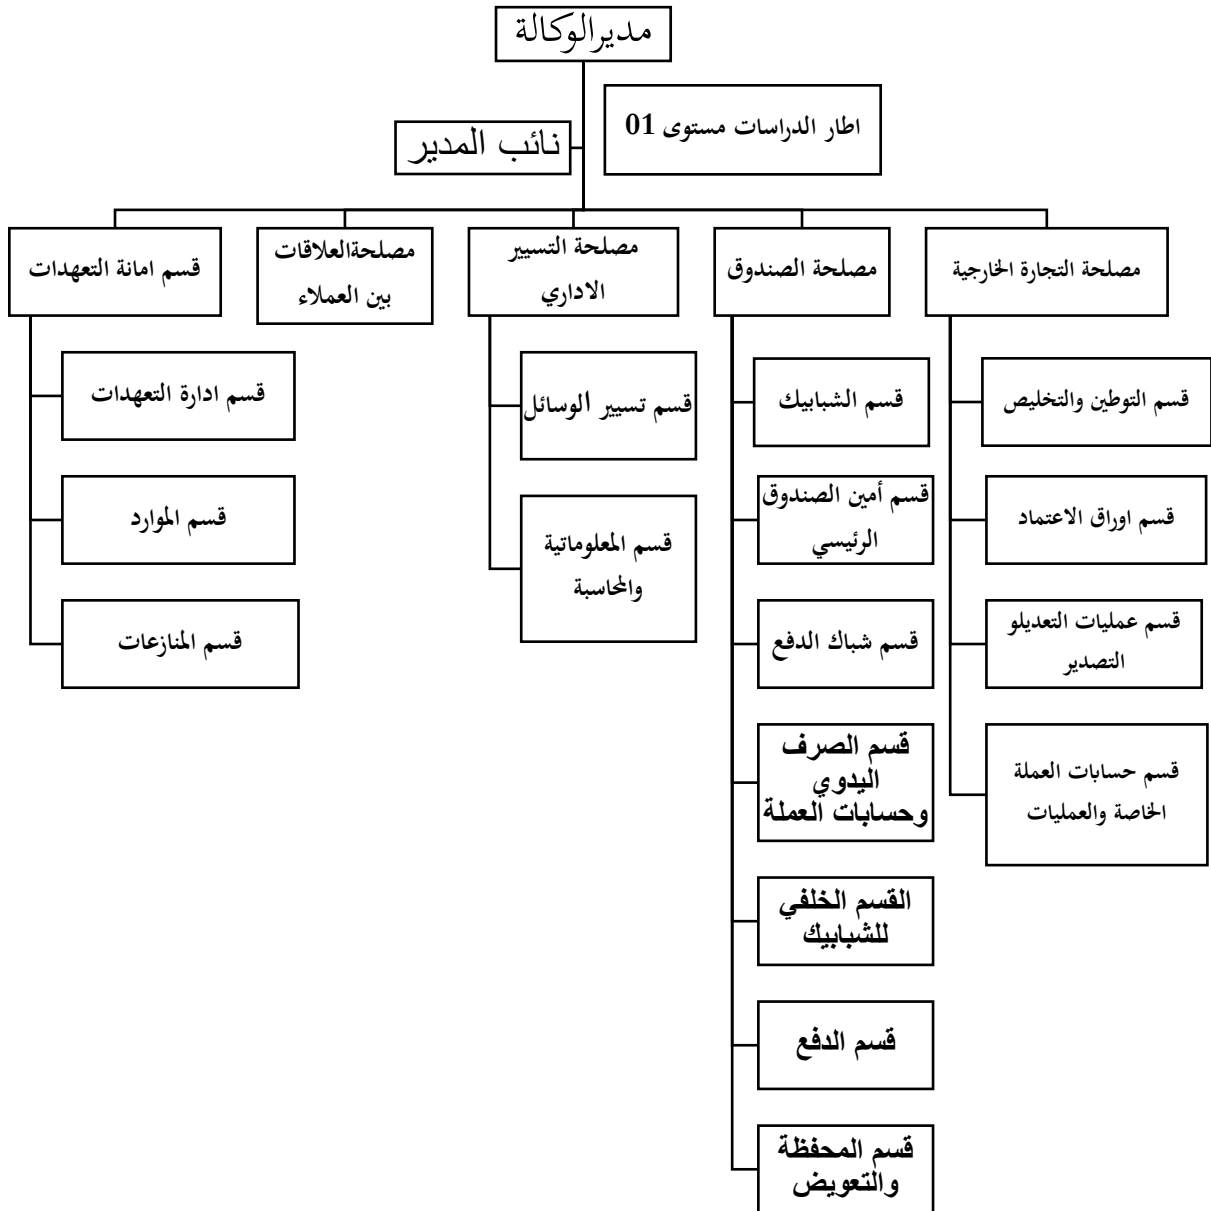 مديرالوكالة
اطار الدراسات مستوى 01
نائب المدير
مصلحة التجارة الخارجية
قسم التوطين والتخليص
قسم اوراق الاعتماد
قسم عمليات التعديلو
التصدير
قسم حسابات العملة
الخاصة والعمليات
مصلحة الصندوق
قسم الشبابيك
قسم أمين الصندوق
الرئيسي
قسم شباك الدفع
قسم الصرف
اليدوي
وحسابات العملة
القسم الخلفي
للشبابيك
قسم الدفع
قسم المحفظة
والتعويض
مصلحة التسيير
الاداري
قسم تسيير الوسائل
قسم المعلوماتية
والمحاسبة
مصلحةالعلاقات
بين العملاء
قسم امانة التعهدات
قسم ادارة التعهدات
قسم الموارد
قسم المنازعات